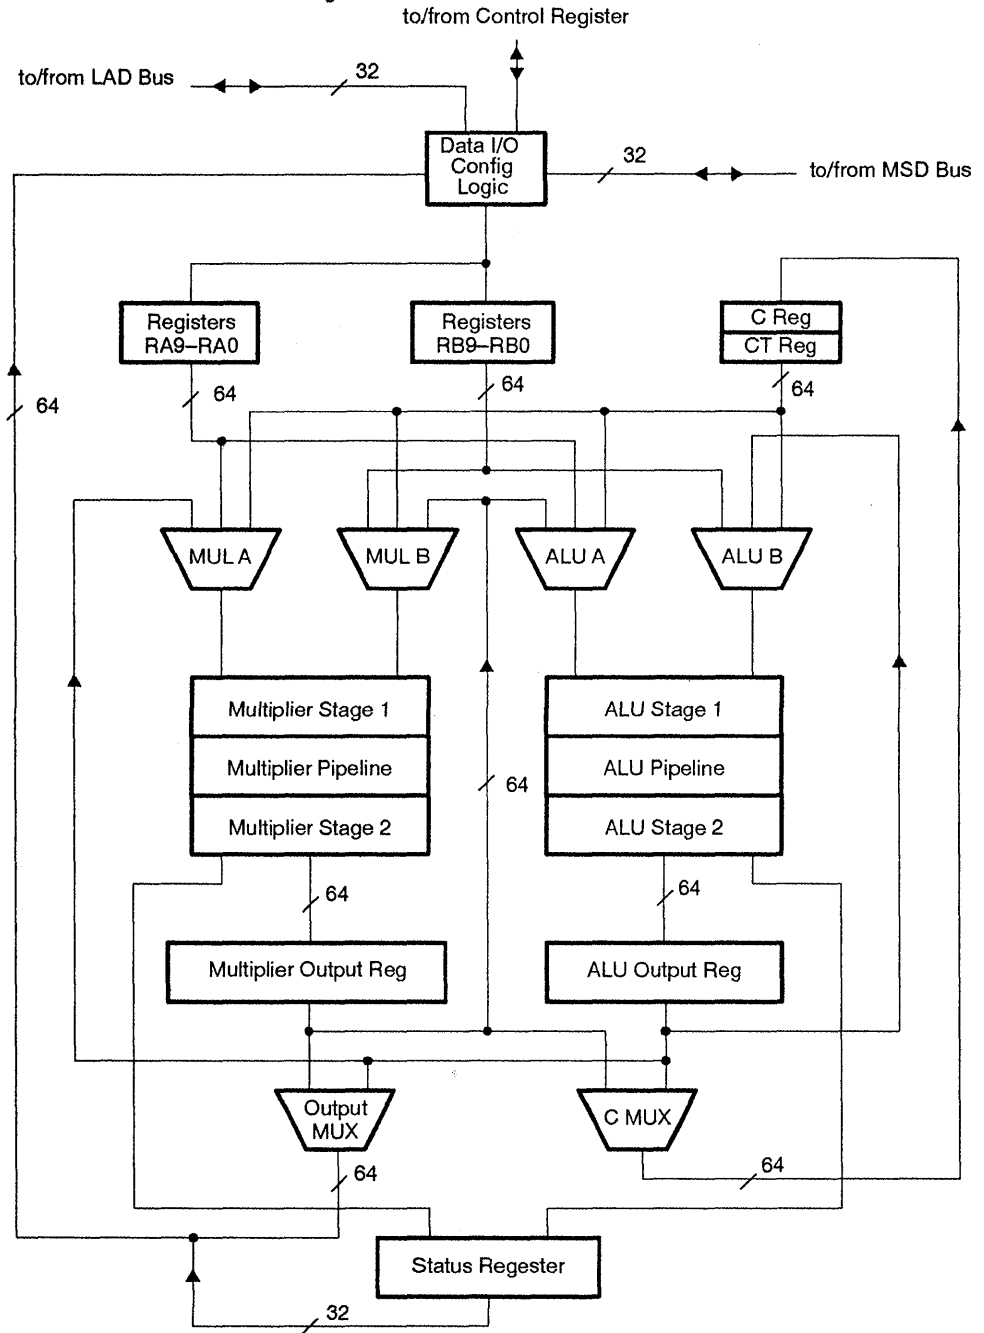 to/from Control Register
to/from LAD Bus
32
Data I/O
Config
Logic
32
to/from MSD Bus
Registers
RA9–RA0
Registers
RB9–RB0
C Reg
CT Reg
64
64
64
64
MUL A
MUL B
ALU A
ALU B
Multiplier Stage 1
Multiplier Pipeline
Multiplier Stage 2
ALU Stage 1
ALU Pipeline
ALU Stage 2
64
64
64
Multiplier Output Reg
ALU Output Reg
Output
MUX
C MUX
64
64
Status Regester
32